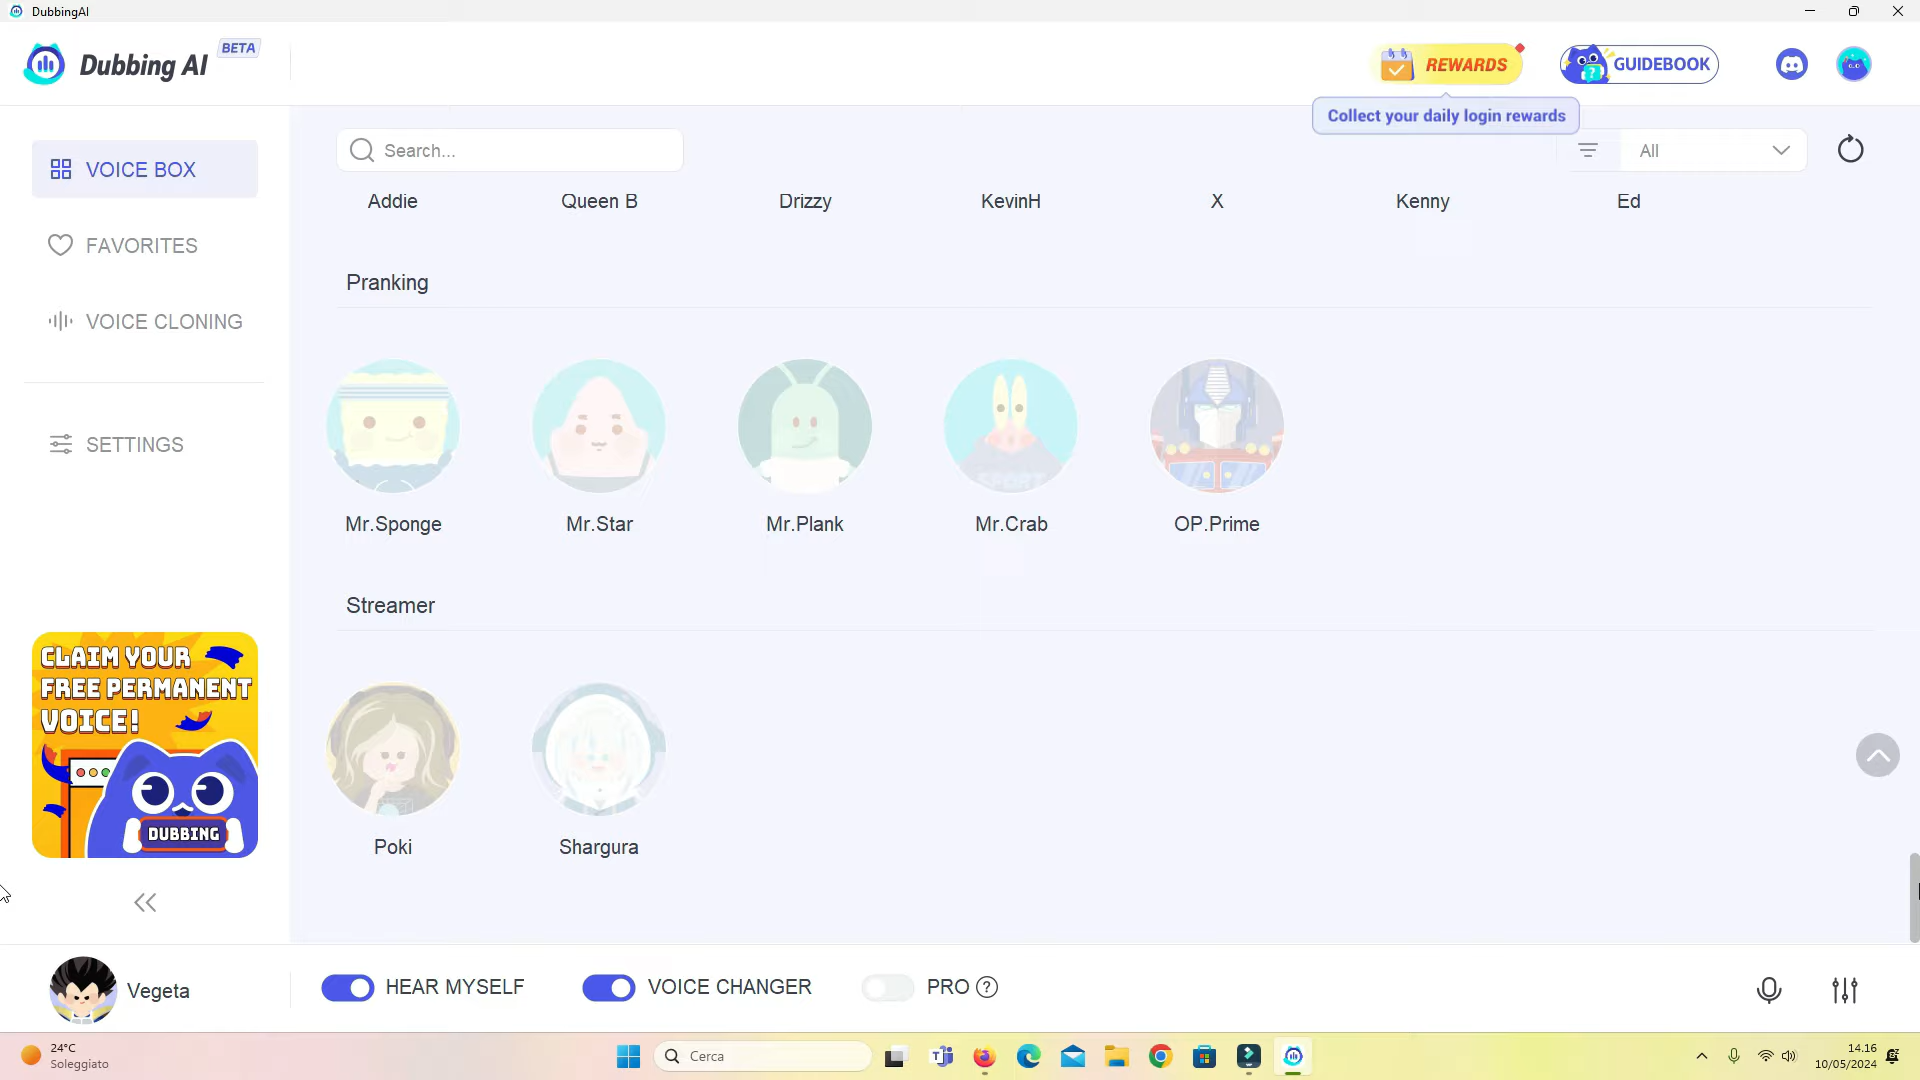 DubbingAI
Dubbing AI BETA
REWARDS
GUIDEBOOK
Collect your daily login rewards
VOICE BOX
FAVORITES
VOICE CLONING
SETTINGS
Search...
All
Addie
Queen B
Drizzy
KevinH
X
Kenny
Ed
Pranking
Mr.Sponge
Mr.Star
Mr.Plank
SPORT
Mr.Crab
OP.Prime
Streamer
Poki
Shargura
CLAIM YOUR
FREE PERMANENT
VOICE!
DUBBING
Vegeta
HEAR MYSELF
VOICE CHANGER
PRO ?
24°C
Soleggiato
Cerca
14.16
10/05/2024